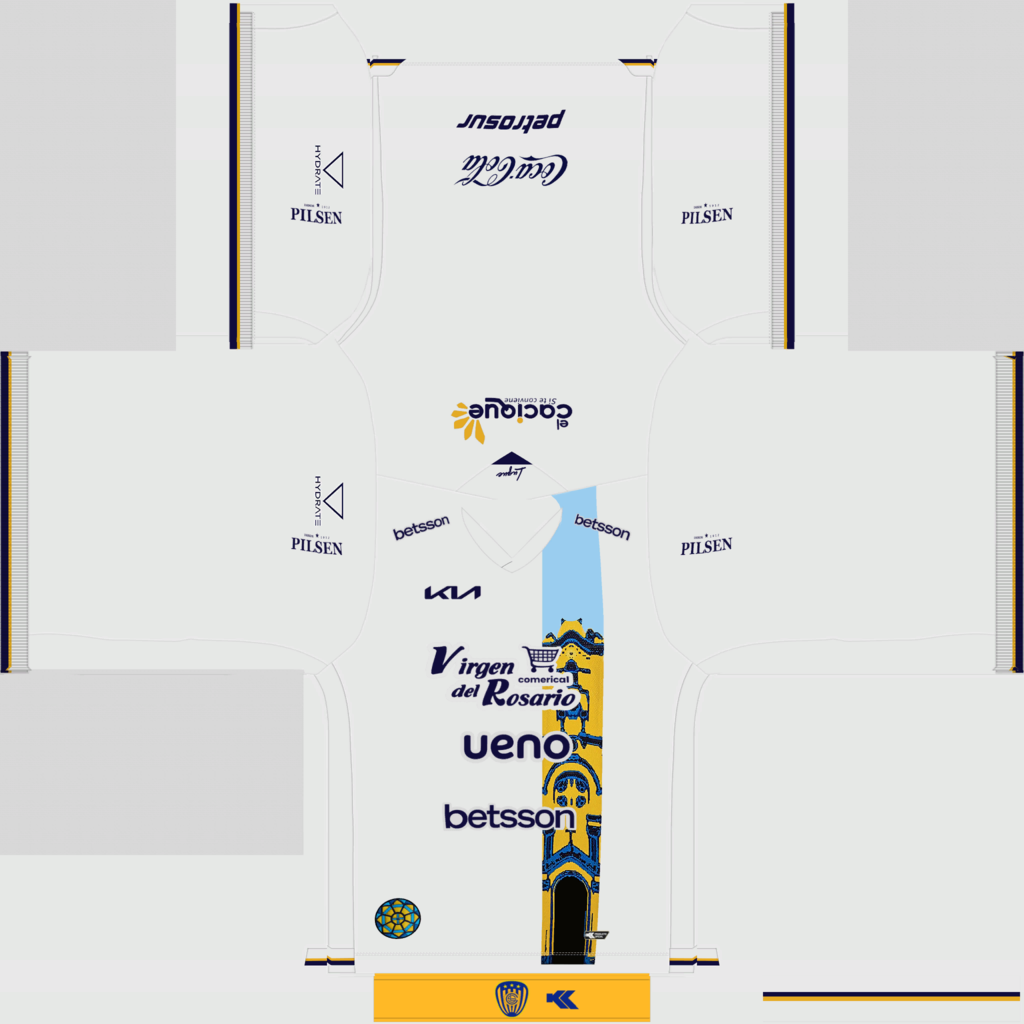 petrosur
Coca-Cola
HYDRATE
PILSEN
PILSEN
el
cacique
Si te conviene
Luque
HYDRATE
PILSEN
PILSEN
betsson
betsson
KIA
Virgen
del Rosario
comerical
ueno
betsson